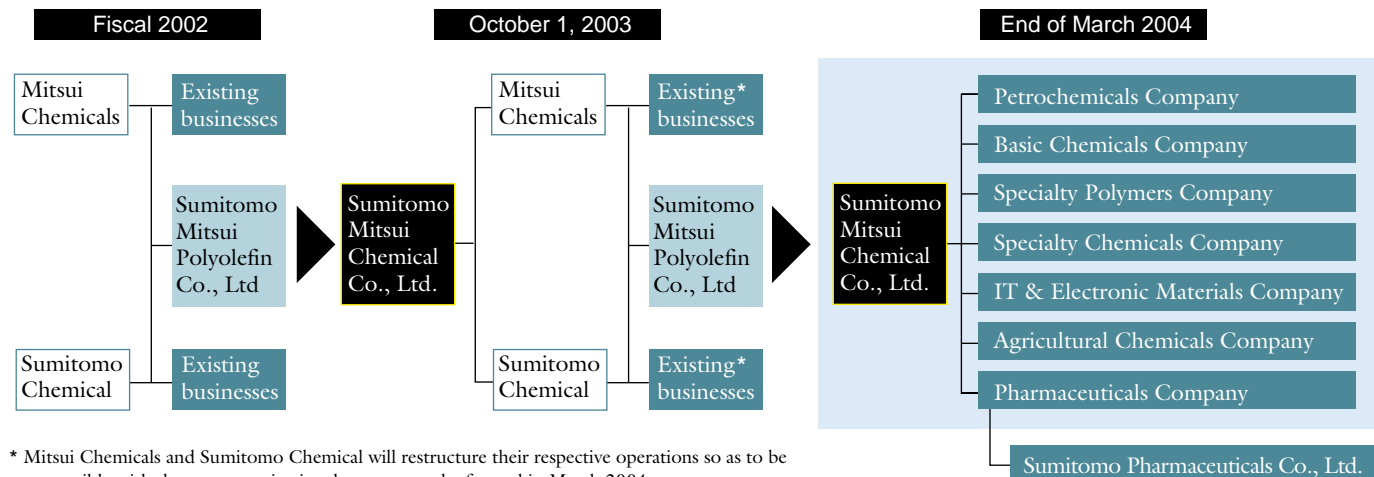 Fiscal 2002
October 1, 2003
End of March 2004
Mitsui
Chemicals
Existing
businesses
Sumitomo
Mitsui
Polyolefin
Co., Ltd
Sumitomo
Chemical
Existing
businesses
Sumitomo
Mitsui
Chemical
Co., Ltd.
Mitsui
Chemicals
Existing*
businesses
Sumitomo
Mitsui
Polyolefin
Co., Ltd
Sumitomo
Chemical
Existing*
businesses
Sumitomo
Mitsui
Chemical
Co., Ltd.
Petrochemicals Company
Basic Chemicals Company
Specialty Polymers Company
Specialty Chemicals Company
IT & Electronic Materials Company
Agricultural Chemicals Company
Pharmaceuticals Company
Sumitomo Pharmaceuticals Co., Ltd.
* Mitsui Chemicals and Sumitomo Chemical will restructure their respective operations so as to be